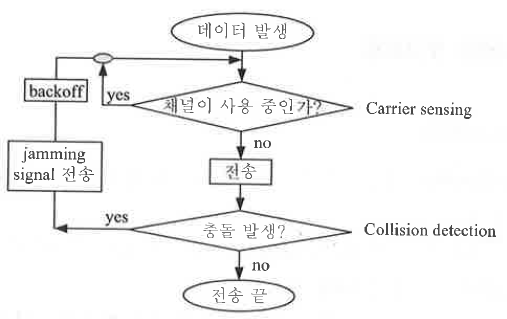 데이터 발생
backoff
yes
채널이 사용 중인가?
Carrier sensing
no
jamming
signal 전송
전송
yes
충돌 발생?
Collision detection
no
전송 끝